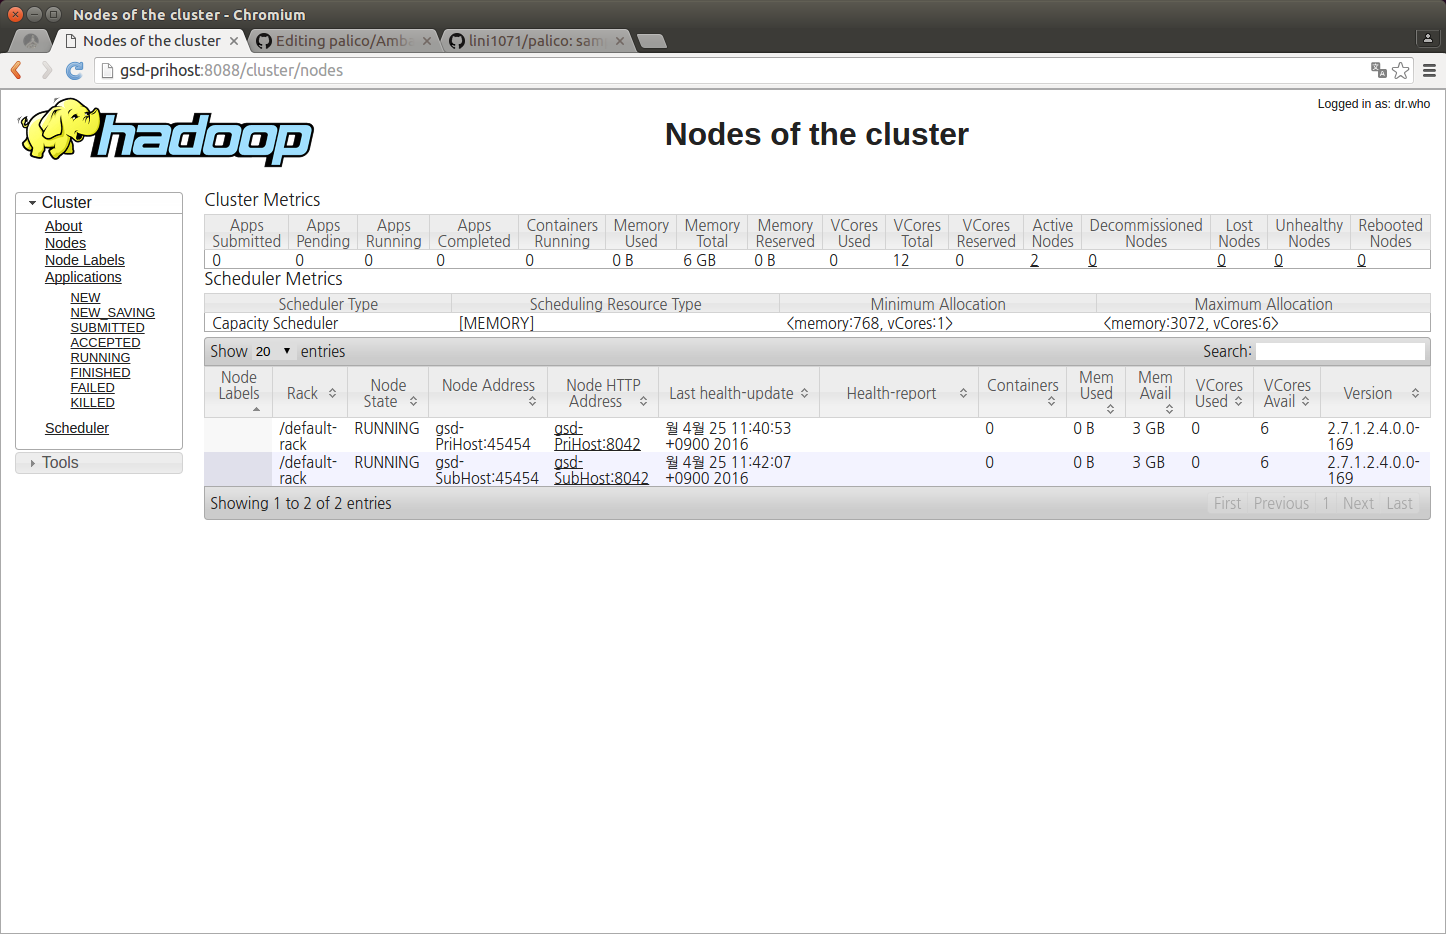 Nodes of the cluster - Chromium
Nodes of the cluster
Editing palico/Amba
lini1071/palico: sam
gsd-prihost:8088/cluster/nodes
Logged in as: dr.who
hadoop
Nodes of the cluster
Cluster
About
Nodes
Node Labels
Applications
NEW
NEW_SAVING
SUBMITTED
ACCEPTED
RUNNING
FINISHED
FAILED
KILLED
Scheduler
Tools
Cluster Metrics
Apps Submitted Apps Pending Apps Running Apps Completed Containers Running Memory Used Memory Total Memory Reserved VCores Used VCores Total VCores Reserved Active Nodes Decommissioned Nodes Lost Nodes Unhealthy Nodes Rebooted Nodes
0 0 0 0 0 0 B 6 GB 0 B 0 12 0 2 0 0 0 0
Scheduler Metrics
Scheduler Type Scheduling Resource Type Minimum Allocation Maximum Allocation
Capacity Scheduler [MEMORY] <memory:768, vCores:1> <memory:3072, vCores:6>
Show 20 entries Search:
Node Labels Rack Node State Node Address Node HTTP Address Last health-update Health-report Containers Mem Used Mem Avail VCores Used VCores Avail Version
/default-rack RUNNING gsd-PriHost:45454 gsd-PriHost:8042 월 4월 25 11:40:53 +0900 2016 0 0 B 3 GB 0 6 2.7.1.2.4.0.0-169
/default-rack RUNNING gsd-SubHost:45454 gsd-SubHost:8042 월 4월 25 11:42:07 +0900 2016 0 0 B 3 GB 0 6 2.7.1.2.4.0.0-169
Showing 1 to 2 of 2 entries First Previous 1 Next Last